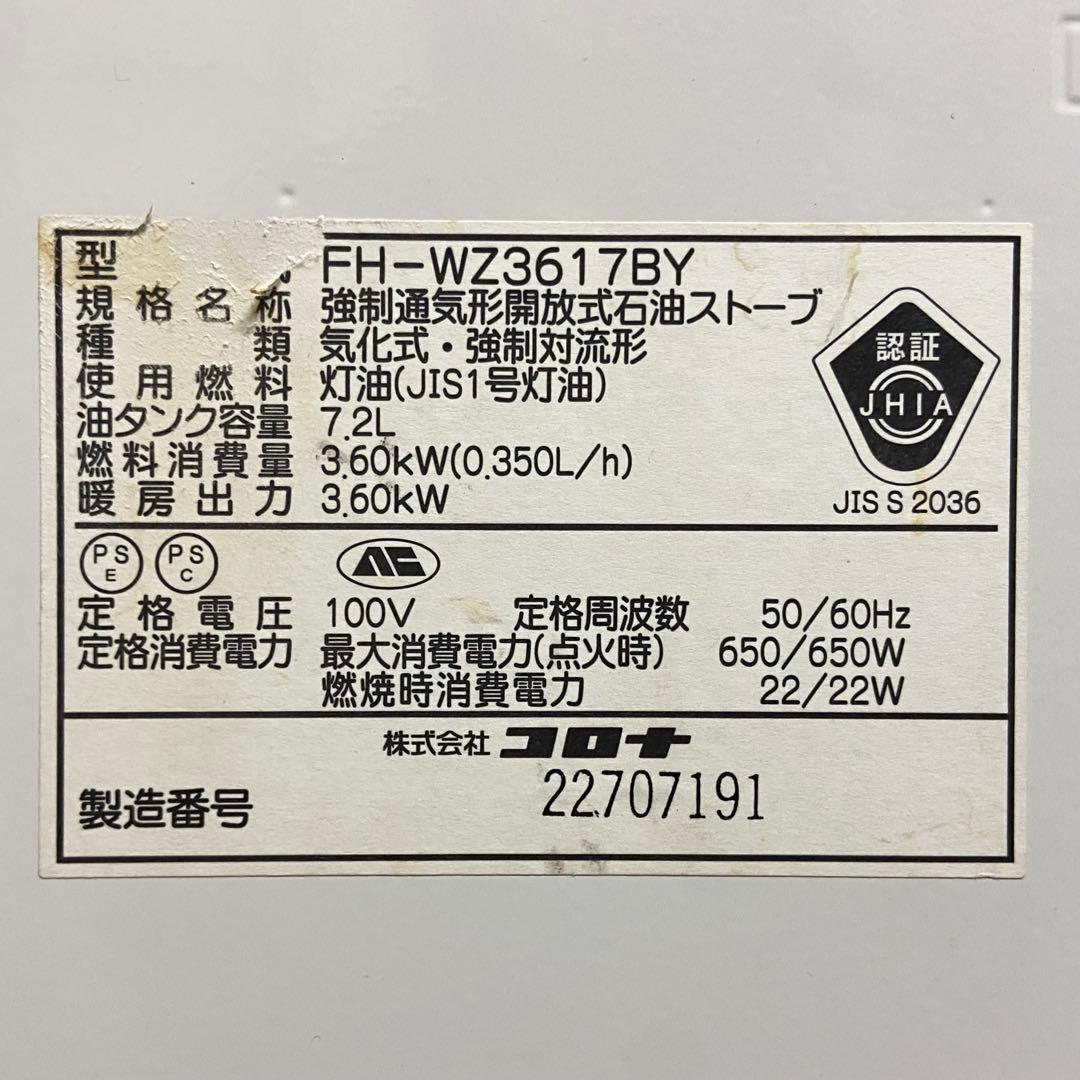 型 式 FH-WZ3617BY
規格名称 強制通気形開放式石油ストーブ
種類 気化式・強制対流形
使用燃料 灯油(JIS1号灯油)
油タンク容量 7.2L
燃料消費量 3.60kW(0.350L/h)
暖房出力 3.60kW
認証
JHIA
JIS S 2036
PS E PS C
定格電圧 100V 定格周波数 50/60Hz
定格消費電力 最大消費電力(点火時) 650/650W
燃焼時消費電力 22/22W
株式会社 コロナ
製造番号 22707191